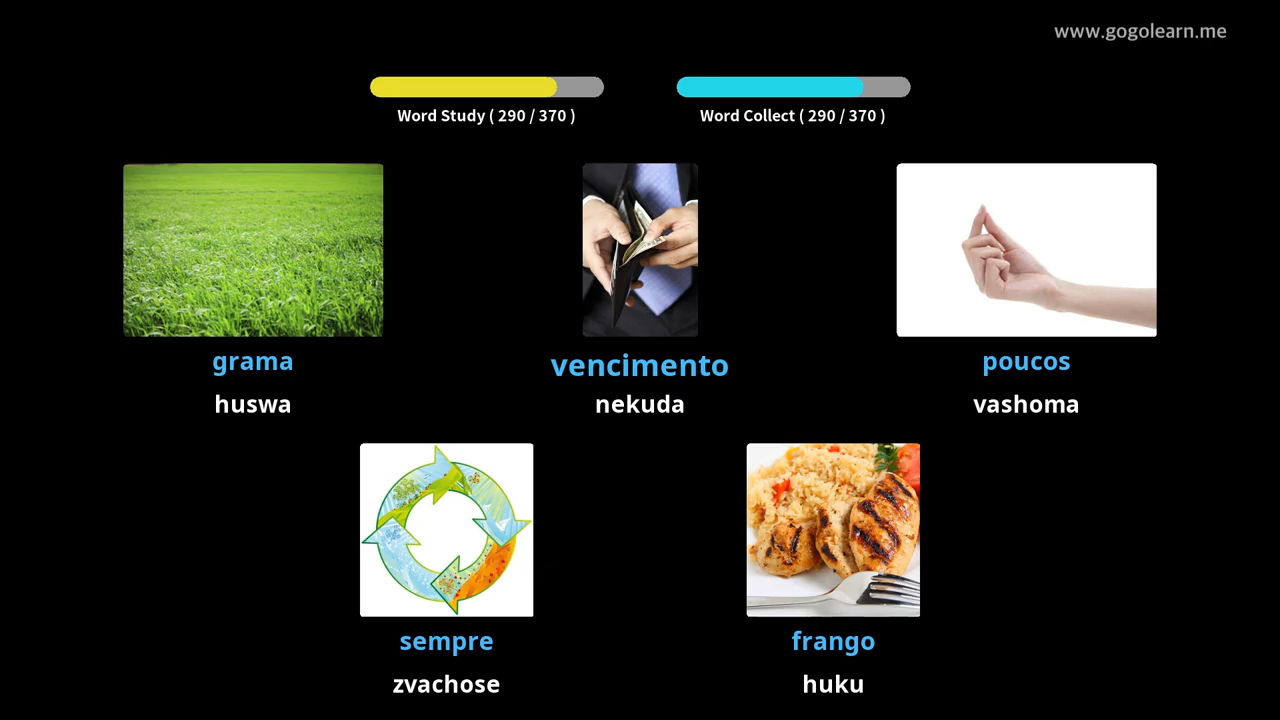 www.gogolearn.me
Word Study ( 290 / 370 )
Word Collect ( 290 / 370 )
grama
huswa
vencimento
nekuda
poucos
vashoma
sempre
zvachose
frango
huku